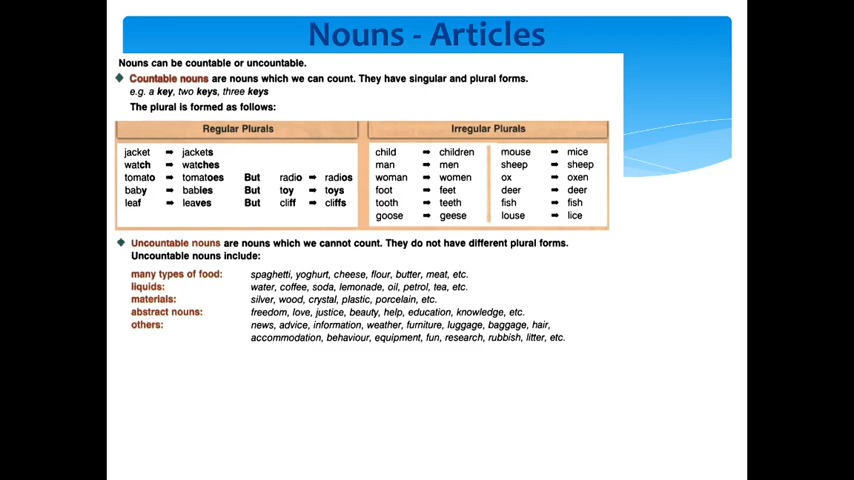 Nouns - Articles
Nouns can be countable or uncountable.
Countable nouns are nouns which we can count. They have singular and plural forms.
e.g. a key, two keys, three keys
The plural is formed as follows:
Regular Plurals
jacket ➡ jackets
watch ➡ watches
tomato ➡ tomatoes But radio ➡ radios
baby ➡ babies But toy ➡ toys
leaf ➡ leaves But cliff ➡ cliffs
Irregular Plurals
child ➡ children mouse ➡ mice
man ➡ men sheep ➡ sheep
woman ➡ women ox ➡ oxen
foot ➡ feet deer ➡ deer
tooth ➡ teeth fish ➡ fish
goose ➡ geese louse ➡ lice
Uncountable nouns are nouns which we cannot count. They do not have different plural forms.
Uncountable nouns include:
many types of food: spaghetti, yoghurt, cheese, flour, butter, meat, etc.
liquids: water, coffee, soda, lemonade, oil, petrol, tea, etc.
materials: silver, wood, crystal, plastic, porcelain, etc.
abstract nouns: freedom, love, justice, beauty, help, education, knowledge, etc.
others: news, advice, information, weather, furniture, luggage, baggage, hair,
accommodation, behaviour, equipment, fun, research, rubbish, litter, etc.